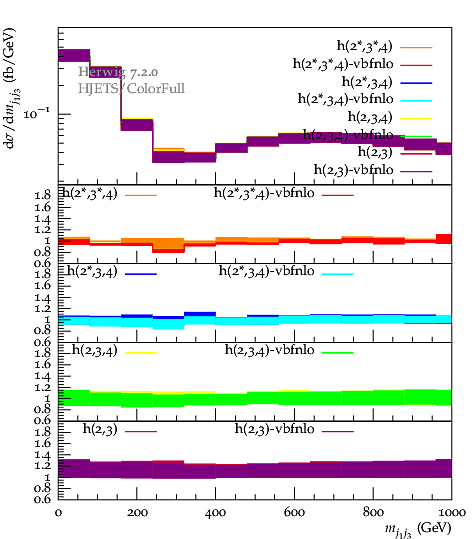 h(2*,3*,4)
h(2*,3*,4)-vbfnlo
h(2*,3,4)
h(2*,3,4)-vbfnlo
h(2,3,4)
h(2,3,4)-vbfnlo
h(2,3)
h(2,3)-vbfnlo
Herwig 7.2.0
HJETS/ColorFull
dσ/dm_{j₁j₃} (fb/GeV)
10⁻¹
h(2*,3*,4) h(2*,3*,4)-vbfnlo
1.8
1.6
1.4
1.2
1
0.8
0.6
h(2*,3,4) h(2*,3,4)-vbfnlo
1.8
1.6
1.4
1.2
1
0.8
0.6
h(2,3,4) h(2,3,4)-vbfnlo
1.8
1.6
1.4
1.2
1
0.8
0.6
h(2,3) h(2,3)-vbfnlo
1.8
1.6
1.4
1.2
1
0.8
0.6
0 200 400 600 800 1000
m_{j₁j₃} (GeV)